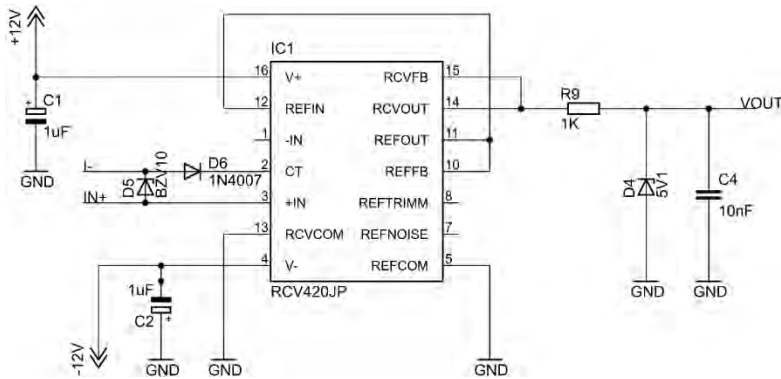 +12V
IC1
16 V+ RCVFB 15
12 REFIN RCVOUT 14
1 -IN REFOUT 11
2 CT REFFB 10
3 +IN REFTRIMM 8
13 RCVCOM REFNOISE 7
4 V- REFCOM 5
RCV420JP
+ C1
1uF
GND
I-
IN+
D5
BZV10
D6
1N4007
1uF
C2 +
-12V
GND
GND
GND
R9
1K
VOUT
D4
5V1
C4
10nF
GND
GND